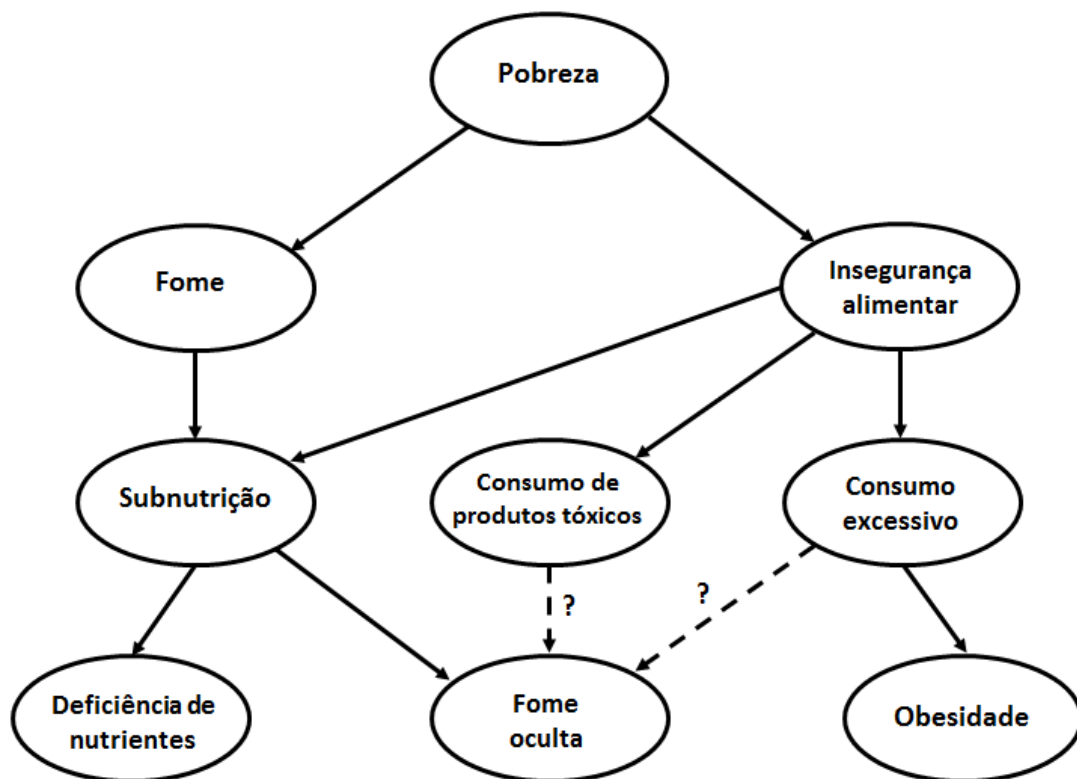 Pobreza
Fome
Insegurança
alimentar
Subnutrição
Consumo de
produtos tóxicos
Consumo
excessivo
?
?
Deficiência de
nutrientes
Fome
oculta
Obesidade